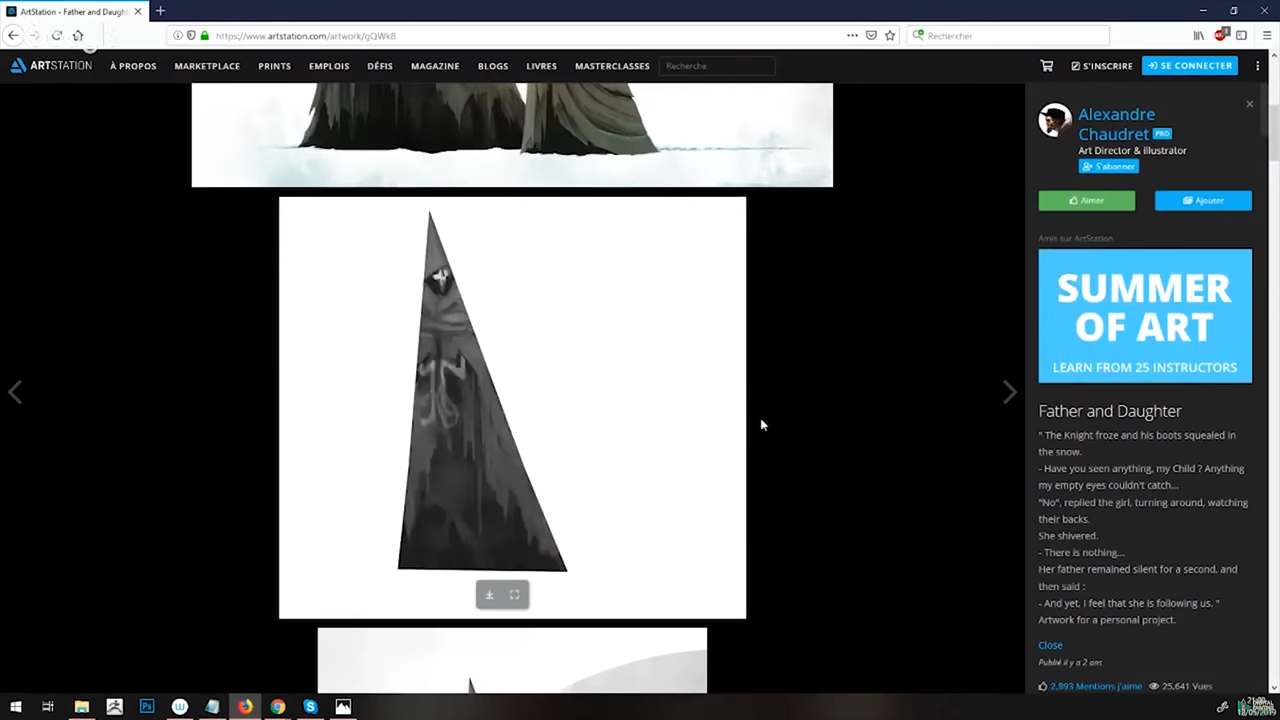 ArtStation - Father and Daught
https://www.artstation.com/artwork/gQWk8
Rechercher
ARTSTATION
À PROPOS
MARKETPLACE
PRINTS
EMPLOIS
DÉFIS
MAGAZINE
BLOGS
LIVRES
MASTERCLASSES
Recherche
S'INSCRIRE
SE CONNECTER
Alexandre
Chaudret PRO
Art Director & illustrator
S'abonner
Aimer
Ajouter
Amis sur ArtStation
SUMMER
OF ART
LEARN FROM 25 INSTRUCTORS
Father and Daughter
" The Knight froze and his boots squealed in
the snow.
- Have you seen anything, my Child ? Anything
my empty eyes couldn't catch...
"No", replied the girl, turning around, watching
their backs.
She shivered.
- There is nothing...
Her father remained silent for a second, and
then said :
- And yet, I feel that she is following us. "
Artwork for a personal project.
Close
Publié il y a 2 ans
2,893 Mentions j'aime
25,641 Vues